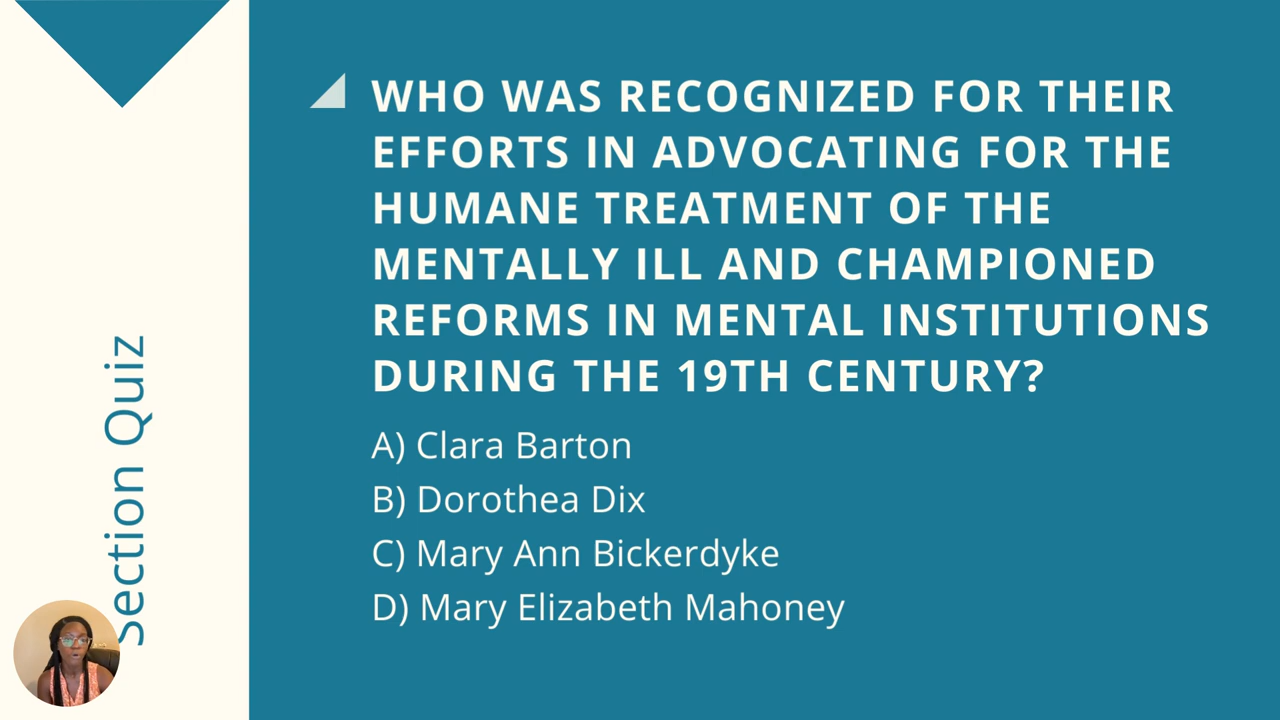 WHO WAS RECOGNIZED FOR THEIR
EFFORTS IN ADVOCATING FOR THE
HUMANE TREATMENT OF THE
MENTALLY ILL AND CHAMPIONED
REFORMS IN MENTAL INSTITUTIONS
DURING THE 19TH CENTURY?
A) Clara Barton
B) Dorothea Dix
C) Mary Ann Bickerdyke
D) Mary Elizabeth Mahoney
Section Quiz